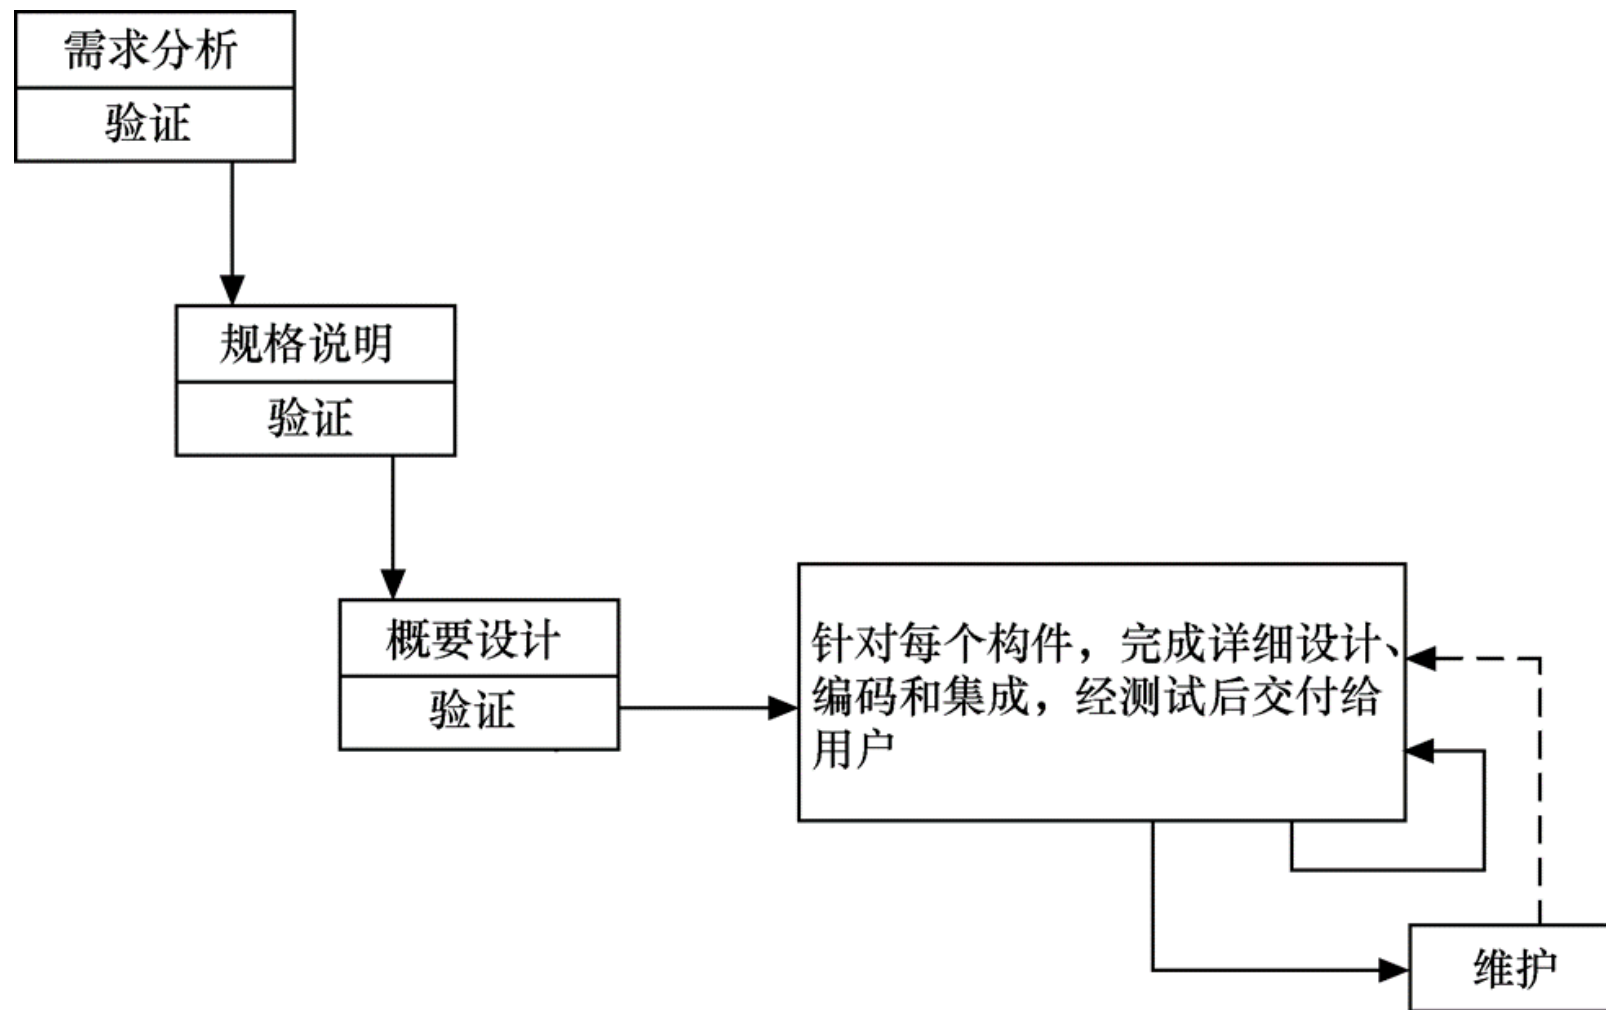 需求分析
验证
规格说明
验证
概要设计
验证
针对每个构件，完成详细设计、
编码和集成，经测试后交付给
用户
维护